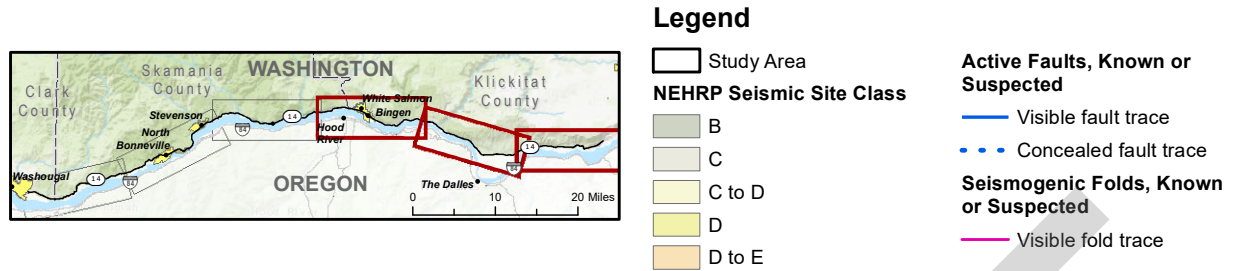 Legend
Study Area
NEHRP Seismic Site Class
B
C
C to D
D
D to E
Active Faults, Known or
Suspected
Visible fault trace
Concealed fault trace
Seismogenic Folds, Known
or Suspected
Visible fold trace
WASHINGTON
Skamania
County
Clark
County
Klickitat
County
White Salmon
Bingen
Stevenson
North
Bonneville
Hood
River
Washougal
The Dalles
OREGON
14
84
14
84
14
84
0 10 20 Miles